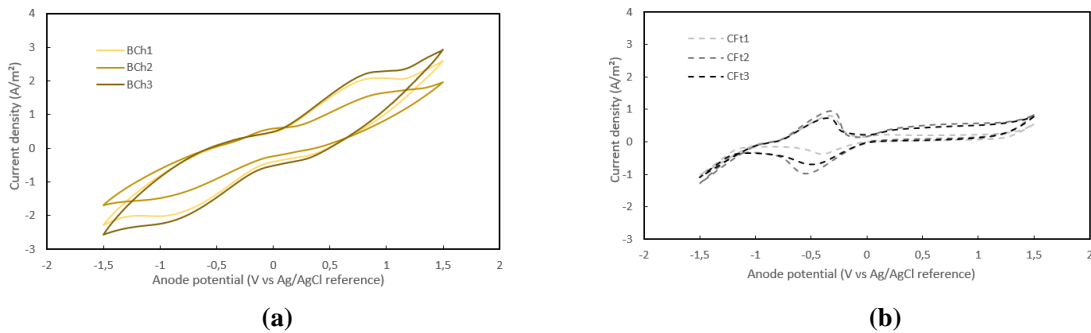 4
3
2
1
0
-1
-2
-3
Current density (A/m²)
BCh1
BCh2
BCh3
-2
-1,5
-1
-0,5
0
0,5
1
1,5
2
Anode potential (V vs Ag/AgCl reference)
(a)
4
3
2
1
0
-1
-2
-3
Current density (A/m²)
CFt1
CFt2
CFt3
-2
-1,5
-1
-0,5
0
0,5
1
1,5
2
Anode potential (V vs Ag/AgCl reference)
(b)